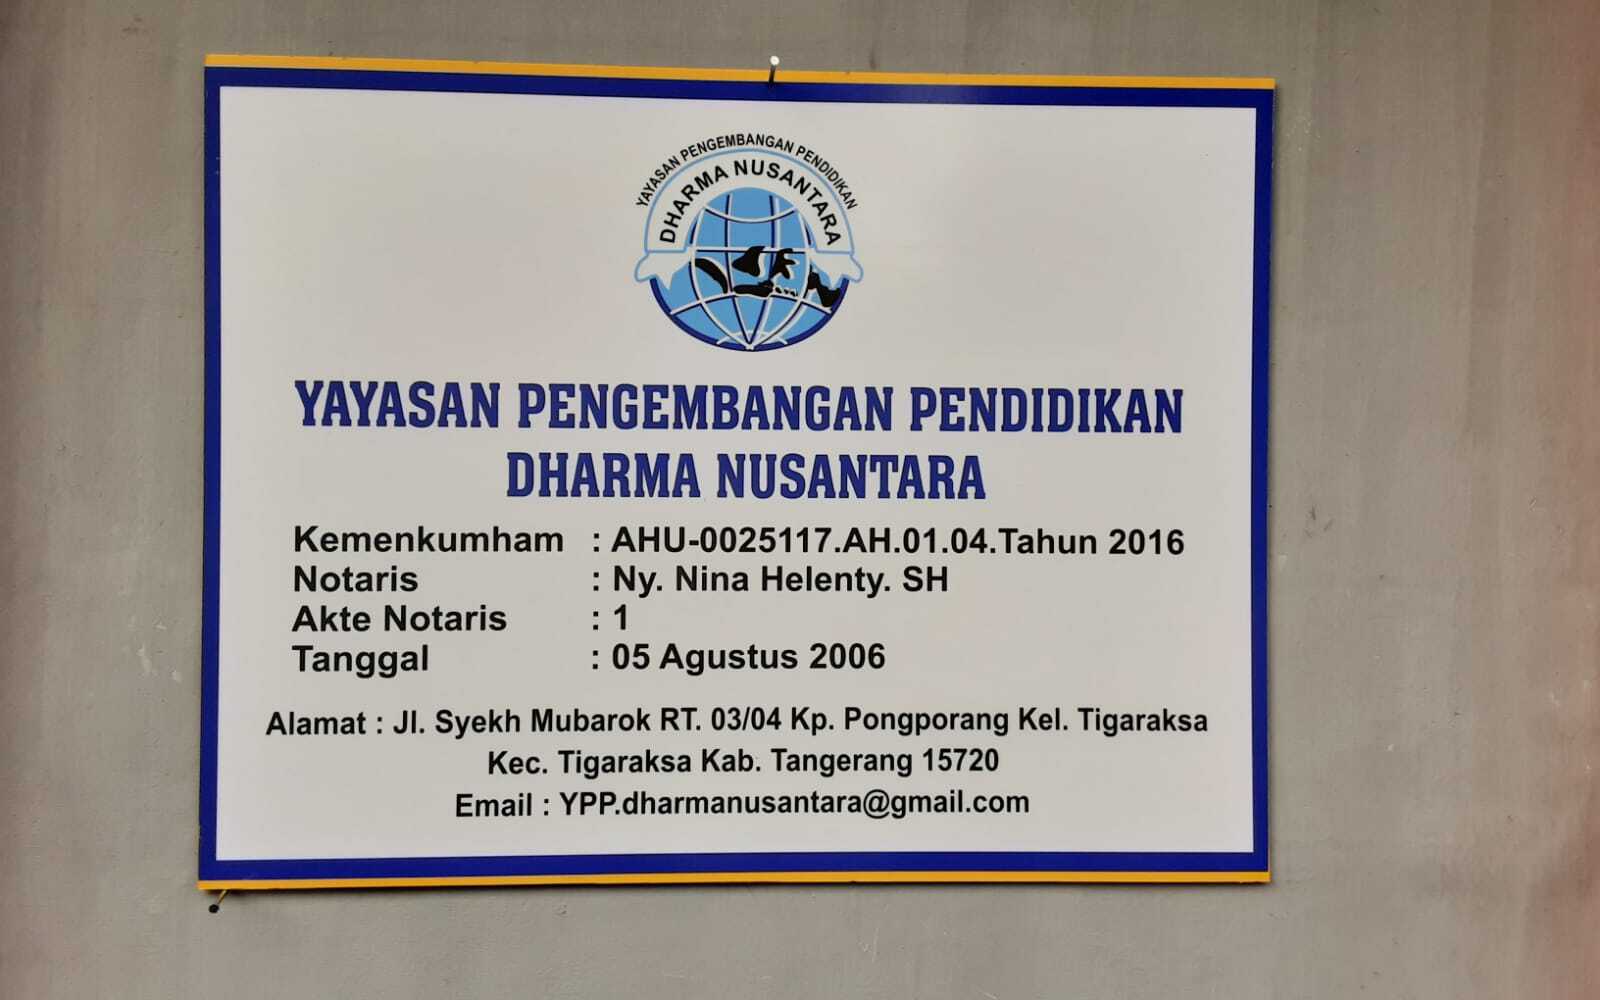 YAYASAN PENGEMBANGAN PENDIDIKAN
DHARMA NUSANTARA
YAYASAN PENGEMBANGAN PENDIDIKAN
DHARMA NUSANTARA
Kemenkumham : AHU-0025117.AH.01.04.Tahun 2016
Notaris : Ny. Nina Helenty. SH
Akte Notaris : 1
Tanggal : 05 Agustus 2006
Alamat : Jl. Syekh Mubarok RT. 03/04 Kp. Pongporang Kel. Tigaraksa
Kec. Tigaraksa Kab. Tangerang 15720
Email : YPP.dharmanusantara@gmail.com